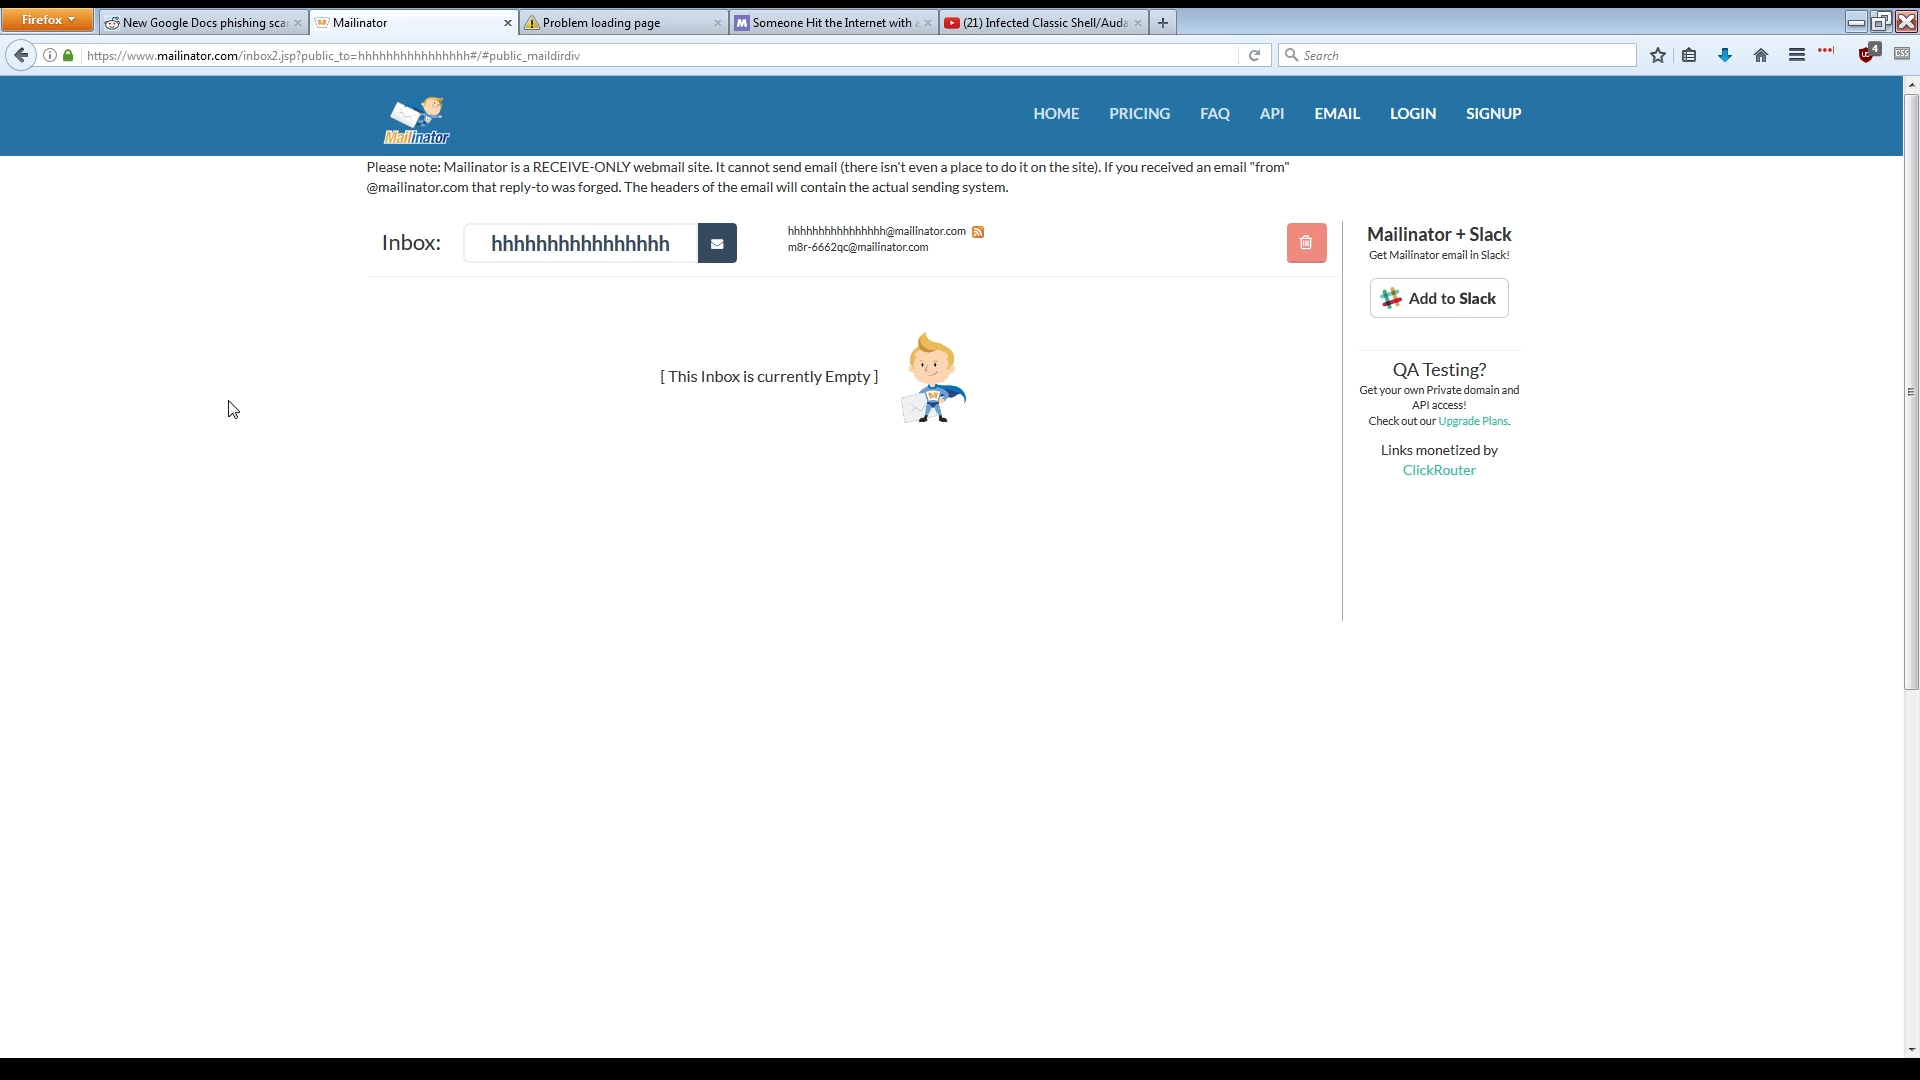 Firefox
New Google Docs phishing sca
Mailinator
Problem loading page
Someone Hit the Internet with a
(21) Infected Classic Shell/Auda
https://www.mailinator.com/inbox2.jsp?public_to=hhhhhhhhhhhhhhhh#/#public_maildirdiv
Search
4
CSS
Mailinator
HOME
PRICING
FAQ
API
EMAIL
LOGIN
SIGNUP
Please note: Mailinator is a RECEIVE-ONLY webmail site. It cannot send email (there isn't even a place to do it on the site). If you received an email "from"
@mailinator.com that reply-to was forged. The headers of the email will contain the actual sending system.
Inbox:
hhhhhhhhhhhhhhhh
hhhhhhhhhhhhhhhh@mailinator.com
m8r-6662qc@mailinator.com
[ This Inbox is currently Empty ]
Mailinator + Slack
Get Mailinator email in Slack!
Add to Slack
QA Testing?
Get your own Private domain and
API access!
Check out our Upgrade Plans.
Links monetized by
ClickRouter